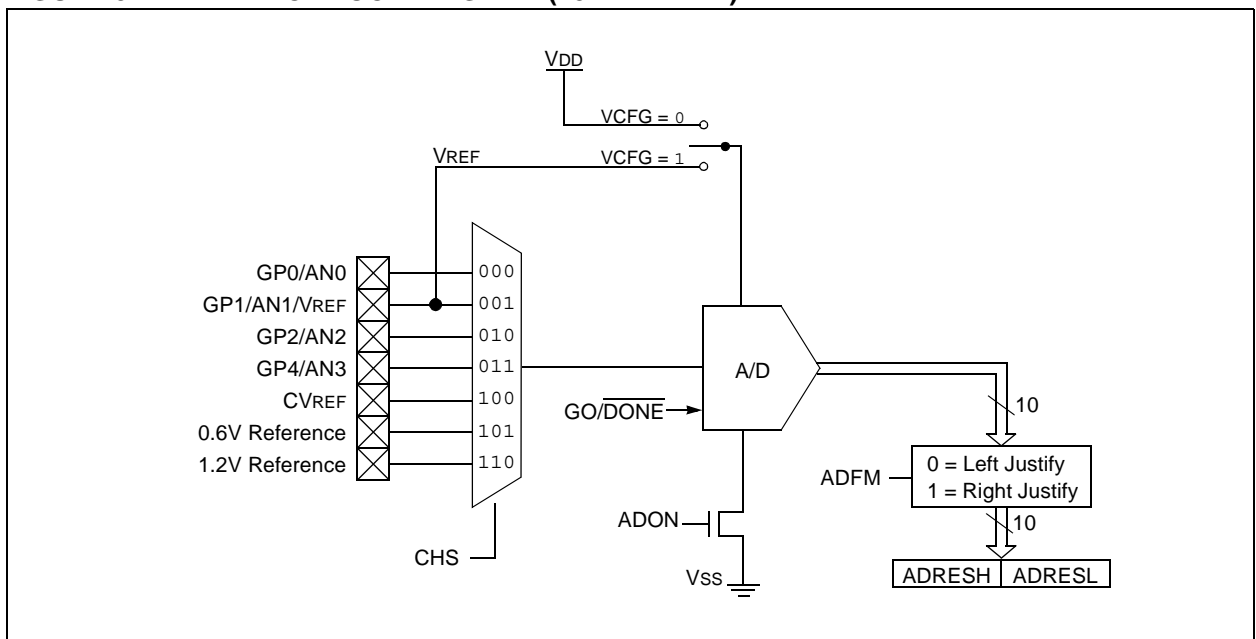 VDD
VCFG = 0
VREF
VCFG = 1
GP0/AN0
000
GP1/AN1/VREF
001
GP2/AN2
010
GP4/AN3
011
CVREF
100
0.6V Reference
101
1.2V Reference
110
CHS
A/D
GO/DONE
ADON
VSS
10
ADFM
0 = Left Justify
1 = Right Justify
10
ADRESH
ADRESL